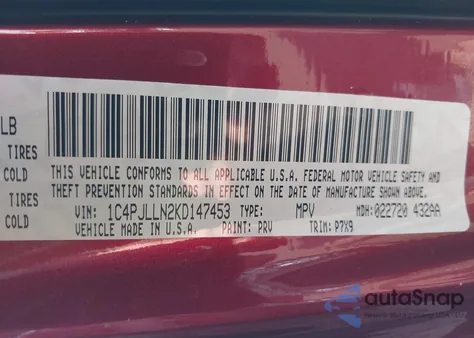 LB
TIRES
COLD
THIS VEHICLE CONFORMS TO ALL APPLICABLE U.S.A. FEDERAL MOTOR VEHICLE SAFETY AND
THEFT PREVENTION STANDARDS IN EFFECT ON THE DATE OF MANUFACTURE SHOWN ABOVE.
TIRES
VIN: 1C4PJLLN2KD147453 TYPE: MPV MDH: 022720 432AA
COLD
VEHICLE MADE IN U.S.A. PAINT: PRV TRIM: P7X9
autoSnap